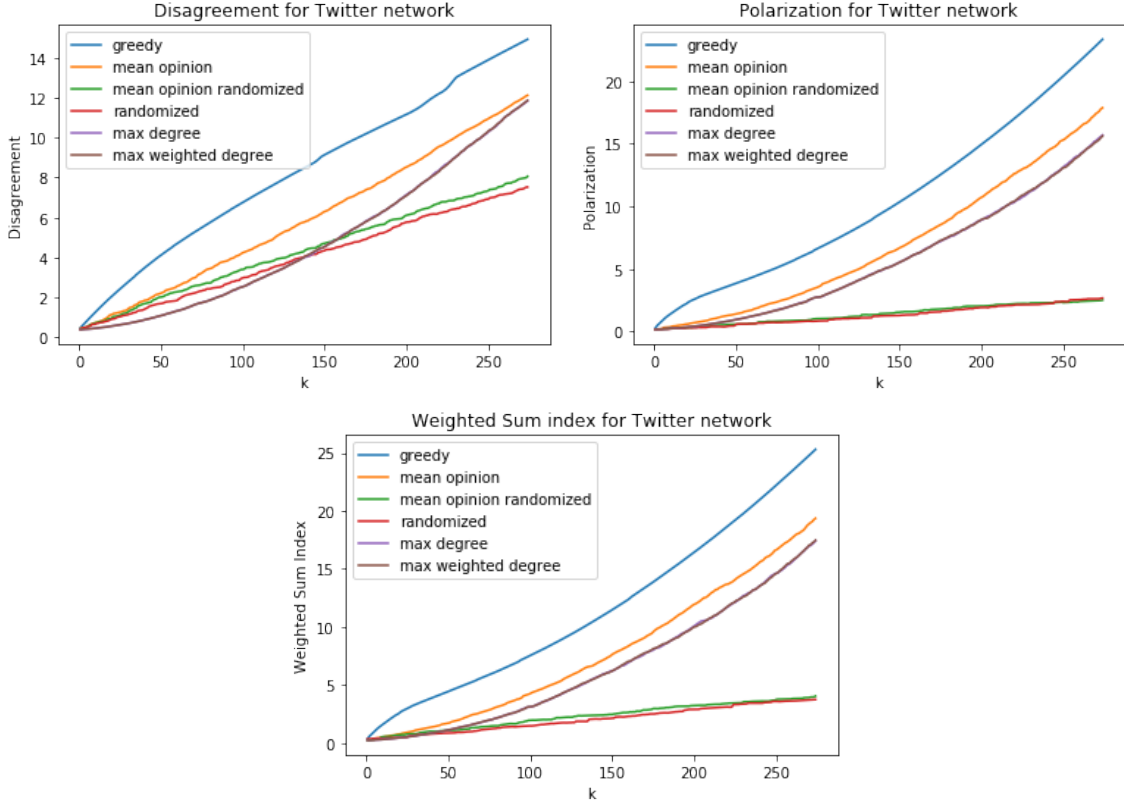 Disagreement for Twitter network
greedy
mean opinion
mean opinion randomized
randomized
max degree
max weighted degree
Disagreement
14
12
10
8
6
4
2
0
0 50 100 150 200 250
k
Polarization for Twitter network
greedy
mean opinion
mean opinion randomized
randomized
max degree
max weighted degree
Polarization
20
15
10
5
0
0 50 100 150 200 250
k
Weighted Sum index for Twitter network
greedy
mean opinion
mean opinion randomized
randomized
max degree
max weighted degree
Weighted Sum Index
25
20
15
10
5
0
0 50 100 150 200 250
k